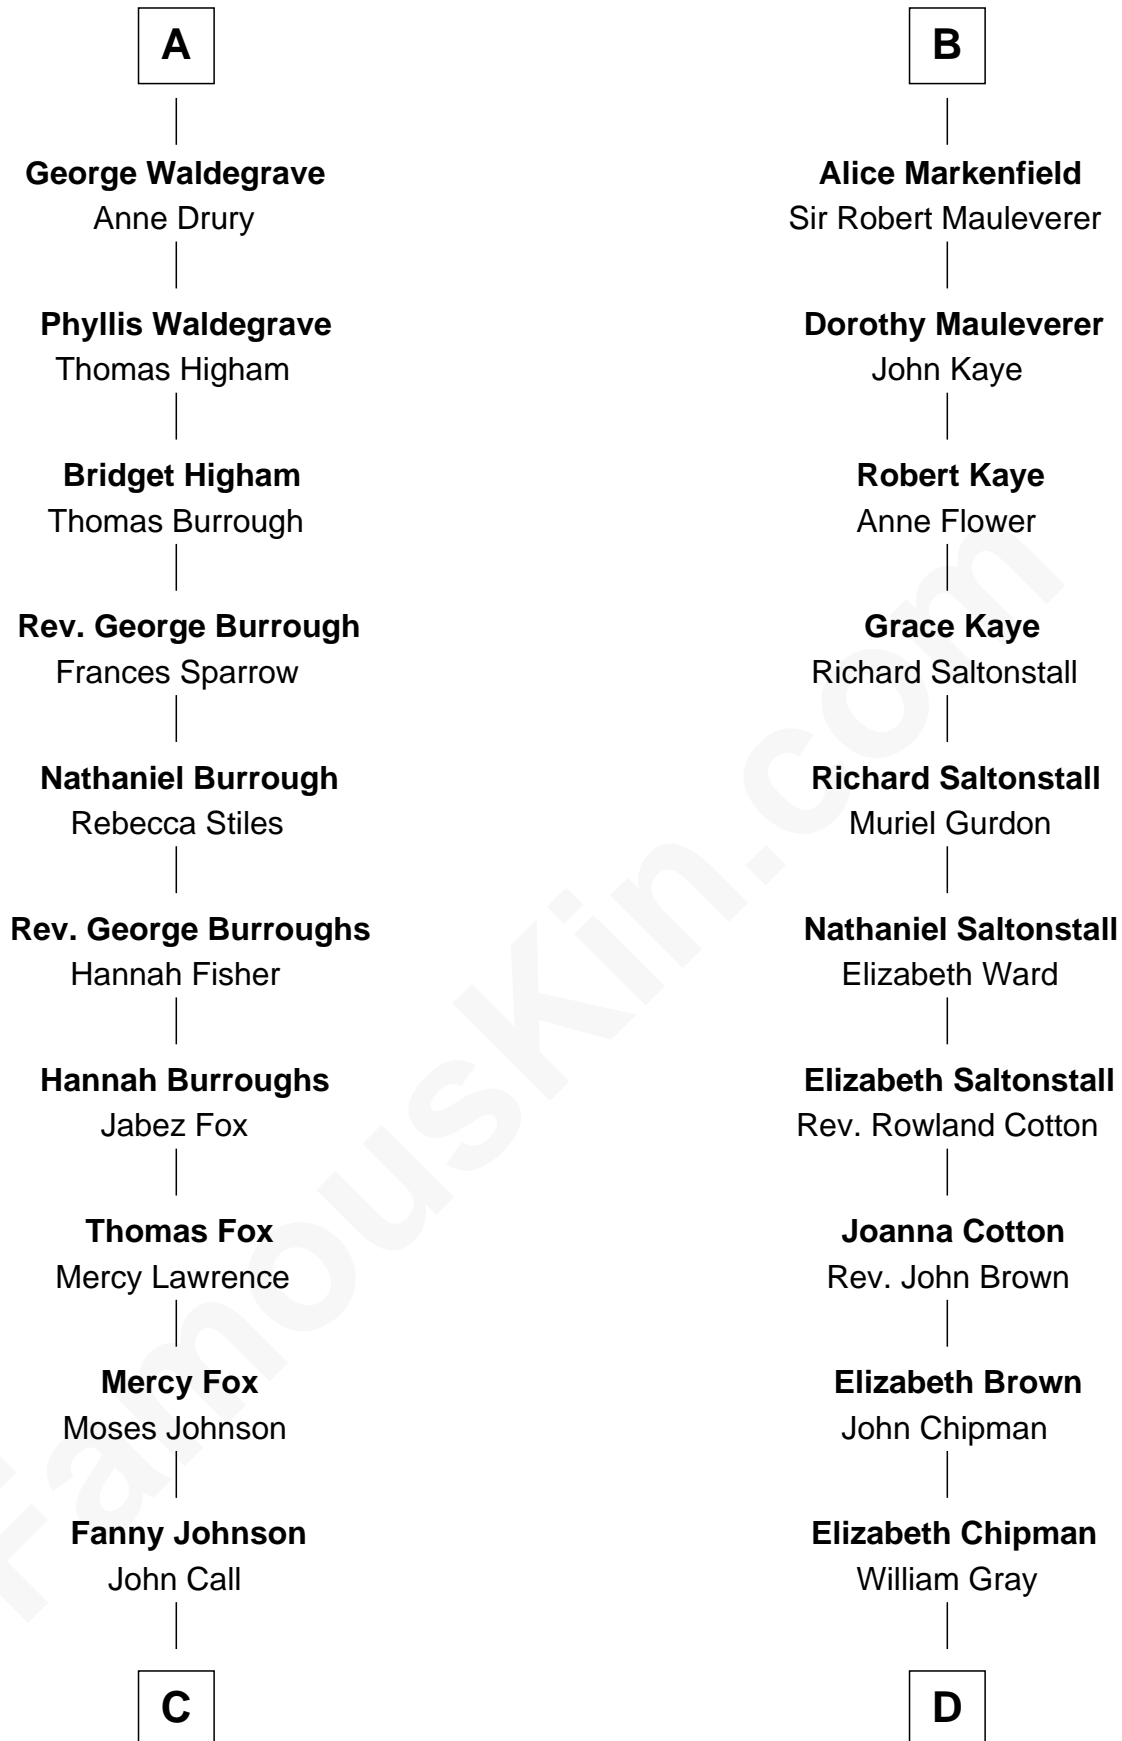 A
George Waldegrave
Anne Drury
Phyllis Waldegrave
Thomas Higham
Bridget Higham
Thomas Burrough
Rev. George Burrough
Frances Sparrow
Nathaniel Burrough
Rebecca Stiles
Rev. George Burroughs
Hannah Fisher
Hannah Burroughs
Jabez Fox
Thomas Fox
Mercy Lawrence
Mercy Fox
Moses Johnson
Fanny Johnson
John Call
C
B
Alice Markenfield
Sir Robert Mauleverer
Dorothy Mauleverer
John Kaye
Robert Kaye
Anne Flower
Grace Kaye
Richard Saltonstall
Richard Saltonstall
Muriel Gurdon
Nathaniel Saltonstall
Elizabeth Ward
Elizabeth Saltonstall
Rev. Rowland Cotton
Joanna Cotton
Rev. John Brown
Elizabeth Brown
John Chipman
Elizabeth Chipman
William Gray
D
FamousKin.com